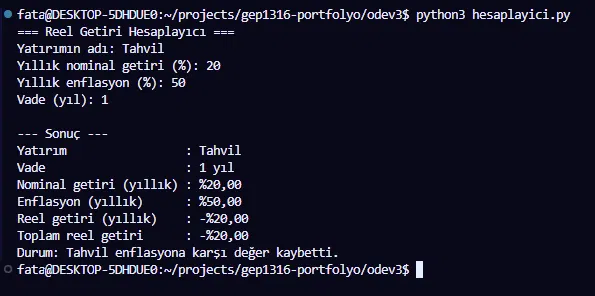 fata@DESKTOP-5DHDUE0:~/projects/gep1316-portfolyo/odev3$ python3 hesaplayici.py
=== Reel Getiri Hesaplayıcı ===
Yatırımın adı: Tahvil
Yıllık nominal getiri (%): 20
Yıllık enflasyon (%): 50
Vade (yıl): 1

--- Sonuç ---
Yatırım                 : Tahvil
Vade                    : 1 yıl
Nominal getiri (yıllık) : %20,00
Enflasyon (yıllık)      : %50,00
Reel getiri (yıllık)    : -%20,00
Toplam reel getiri      : -%20,00
Durum: Tahvil enflasyona karşı değer kaybetti.
fata@DESKTOP-5DHDUE0:~/projects/gep1316-portfolyo/odev3$